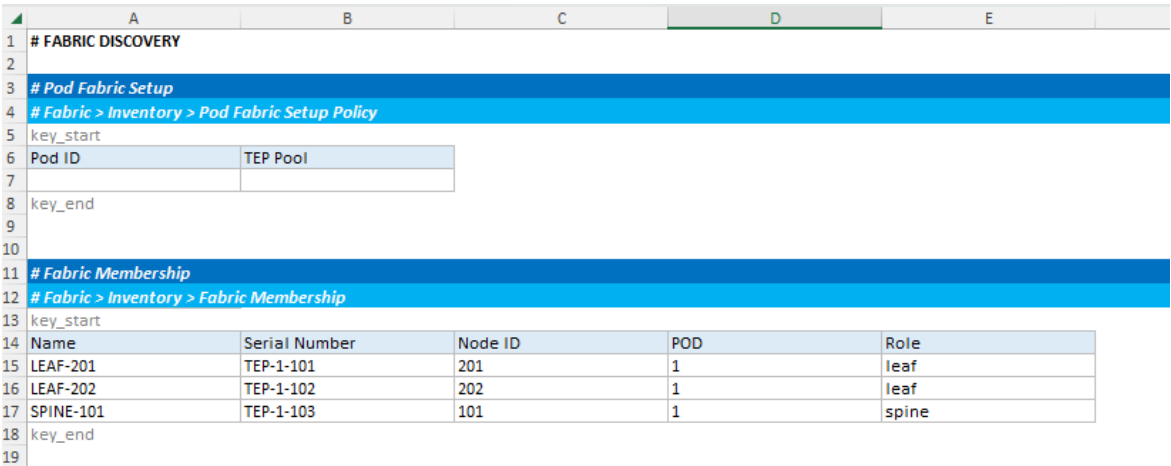 A B C D E
1 # FABRIC DISCOVERY
2
3 # Pod Fabric Setup
4 # Fabric > Inventory > Pod Fabric Setup Policy
5 key_start
6 Pod ID TEP Pool
7
8 key_end
9
10
11 # Fabric Membership
12 # Fabric > Inventory > Fabric Membership
13 key_start
14 Name Serial Number Node ID POD Role
15 LEAF-201 TEP-1-101 201 1 leaf
16 LEAF-202 TEP-1-102 202 1 leaf
17 SPINE-101 TEP-1-103 101 1 spine
18 key_end
19